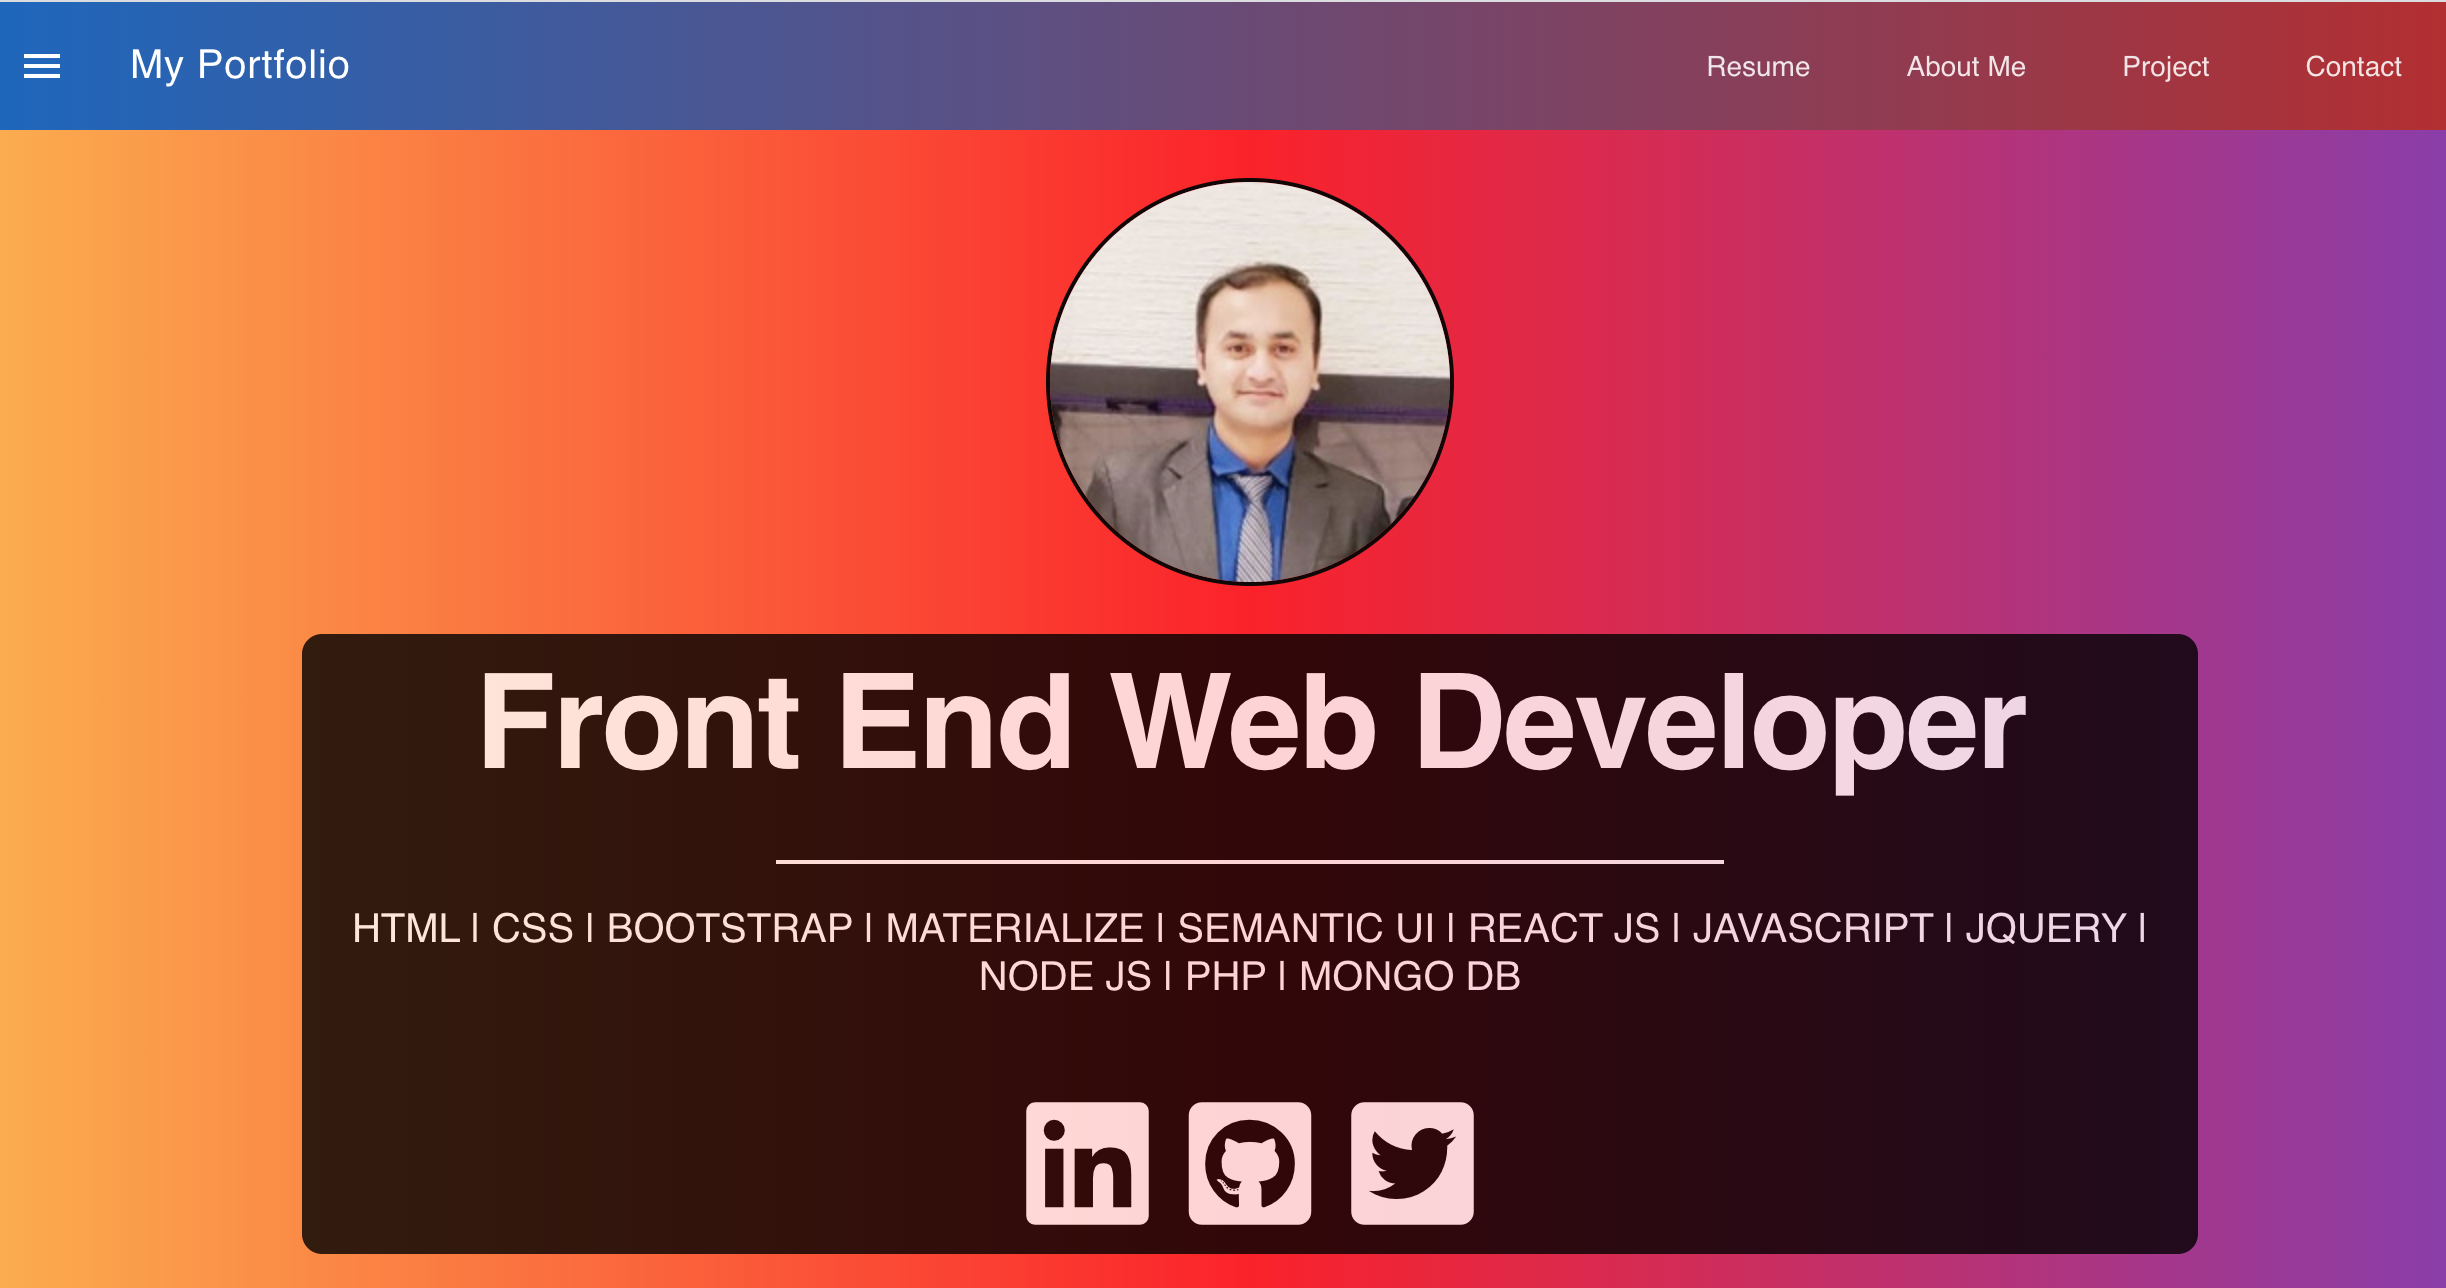 My Portfolio
Resume
About Me
Project
Contact
Front End Web Developer
HTML | CSS | BOOTSTRAP | MATERIALIZE | SEMANTIC UI | REACT JS | JAVASCRIPT | JQUERY |
NODE JS | PHP | MONGO DB
in